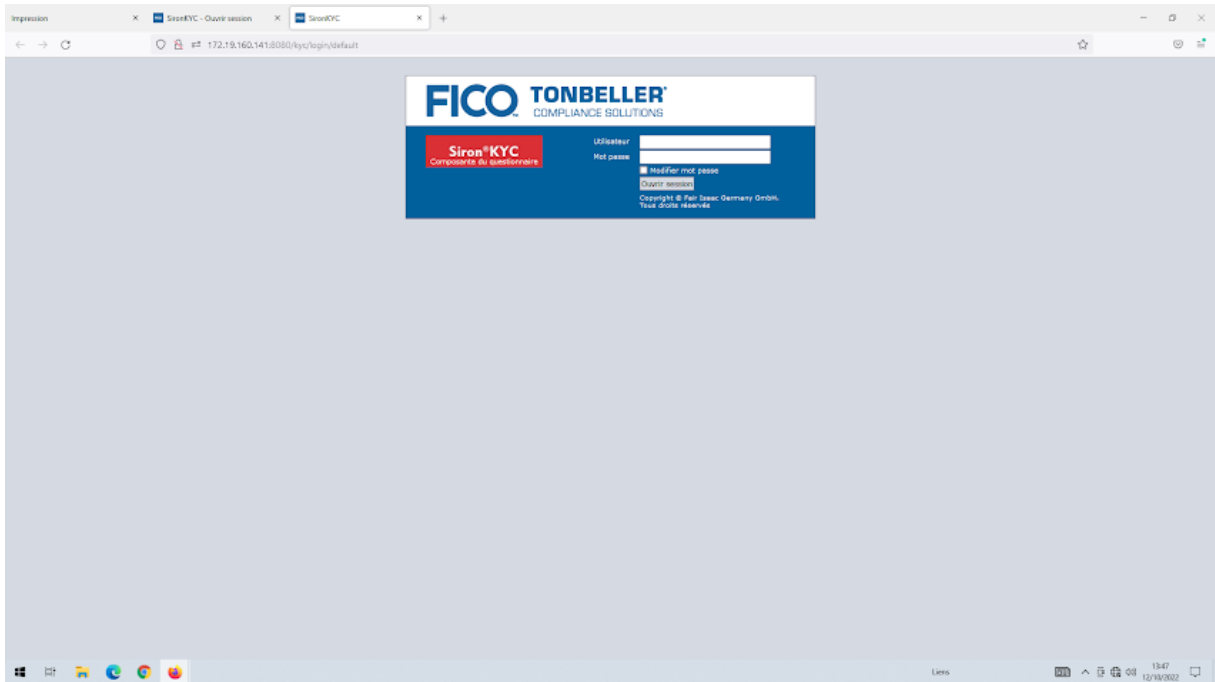 Impression
SironKYC - Ouvrir session
SironKYC
172.19.160.141:8080/kyc/login/default
FICO TONBELLER
COMPLIANCE SOLUTIONS
Siron®KYC
Composante du questionnaire
Utilisateur
Mot passe
Modifier mot passe
Ouvrir session
Copyright © Fair Isaac Germany GmbH.
Tous droits réservés
Liens
13:47
12/10/2022